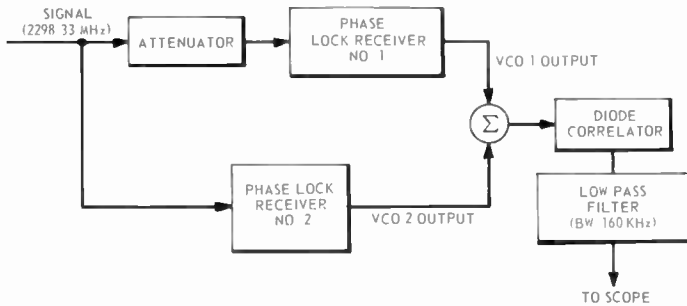 SIGNAL
(2298 33 MHz)
ATTENUATOR
PHASE
LOCK RECEIVER
NO 1
VCO 1 OUTPUT
Σ
DIODE
CORRELATOR
PHASE LOCK
RECEIVER
NO 2
VCO 2 OUTPUT
LOW PASS
FILTER
(BW 160 KHz)
TO SCOPE